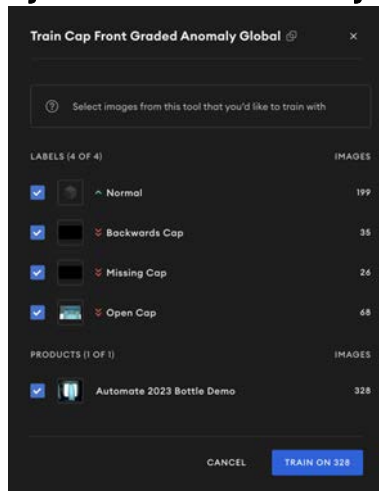 Train Cap Front Graded Anomaly Global
Select images from this tool that you'd like to train with
LABELS (4 OF 4) IMAGES
Normal 199
Backwards Cap 35
Missing Cap 26
Open Cap 68
PRODUCTS (1 OF 1) IMAGES
Automate 2023 Bottle Demo 328
CANCEL TRAIN ON 328